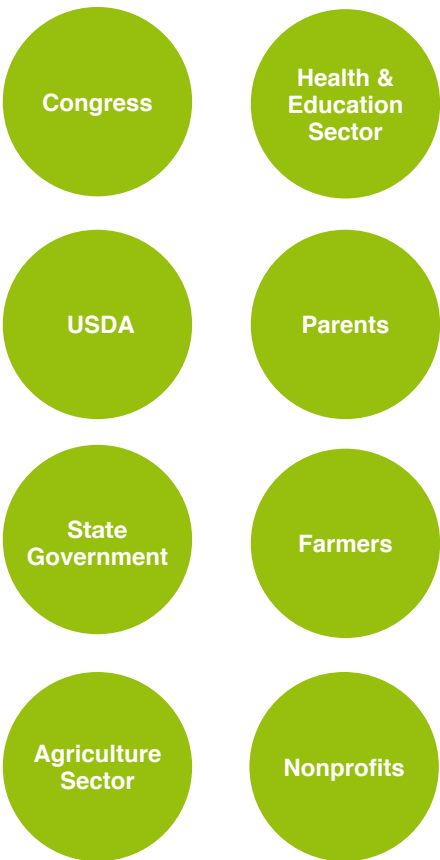 Congress
Health &
Education
Sector
USDA
Parents
State
Government
Farmers
Agriculture
Sector
Nonprofits